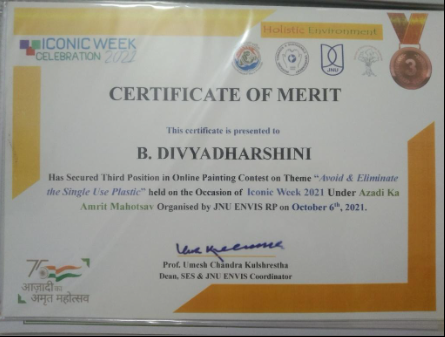 Holistic Environment
ICONIC WEEK
CELEBRATION 2021
JNU
3
CERTIFICATE OF MERIT
This certificate is presented to
B. DIVYADHARSHINI
Has Secured Third Position in Online Painting Contest on Theme "Avoid & Eliminate
the Single Use Plastic" held on the Occasion of Iconic Week 2021 Under Azadi Ka
Amrit Mahotsav Organised by JNU ENVIS RP on October 6th, 2021.
Prof. Umesh Chandra Kulshrestha
Dean, SES & JNU ENVIS Coordinator
75
आज़ादी का
अमृत महोत्सव